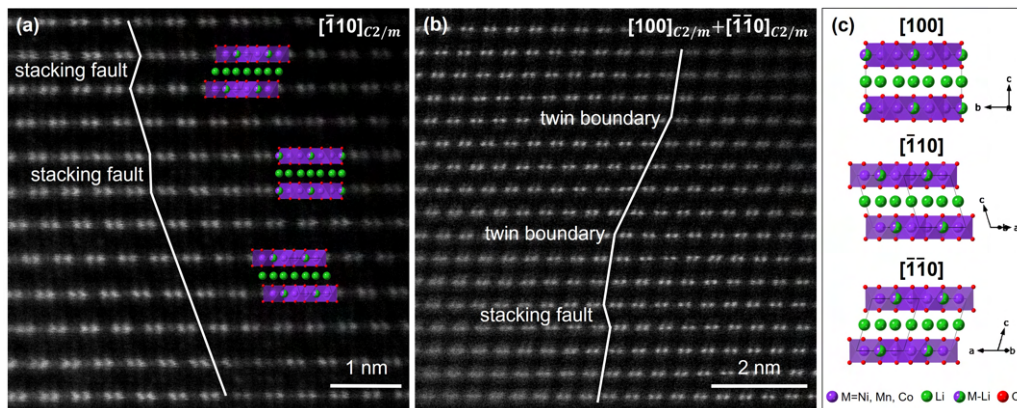 (a)
[1̄10]C2/m
stacking fault
stacking fault
1 nm
(b)
[100]C2/m+[1̄1̄0]C2/m
twin boundary
twin boundary
stacking fault
2 nm
(c)
[100]
c
b
[1̄10]
c
b
a
[1̄1̄0]
c
a
b
M=Ni, Mn, Co
Li
M-Li